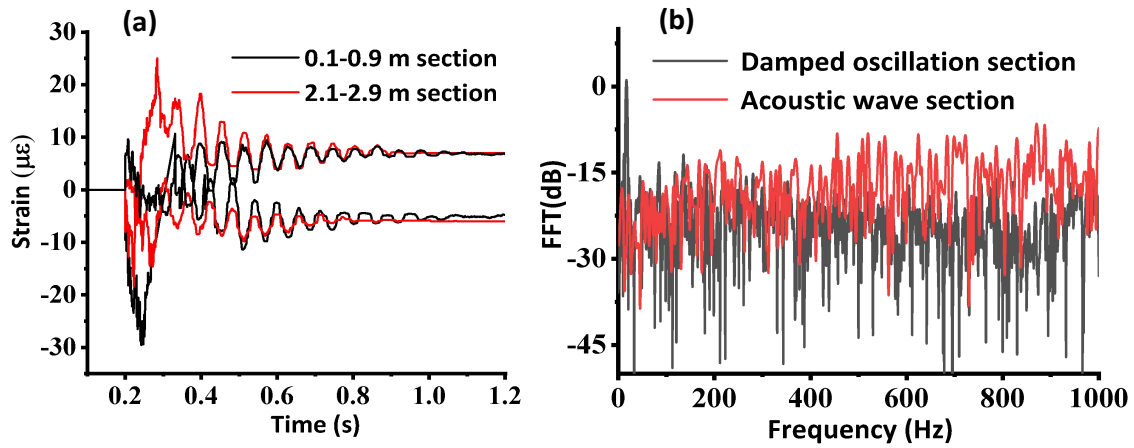 (a)
0.1-0.9 m section
2.1-2.9 m section
30
20
10
0
-10
-20
-30
Strain (με)
0.2 0.4 0.6 0.8 1.0 1.2
Time (s)
(b)
Damped oscillation section
Acoustic wave section
0
-15
-30
-45
FFT(dB)
0 200 400 600 800 1000
Frequency (Hz)